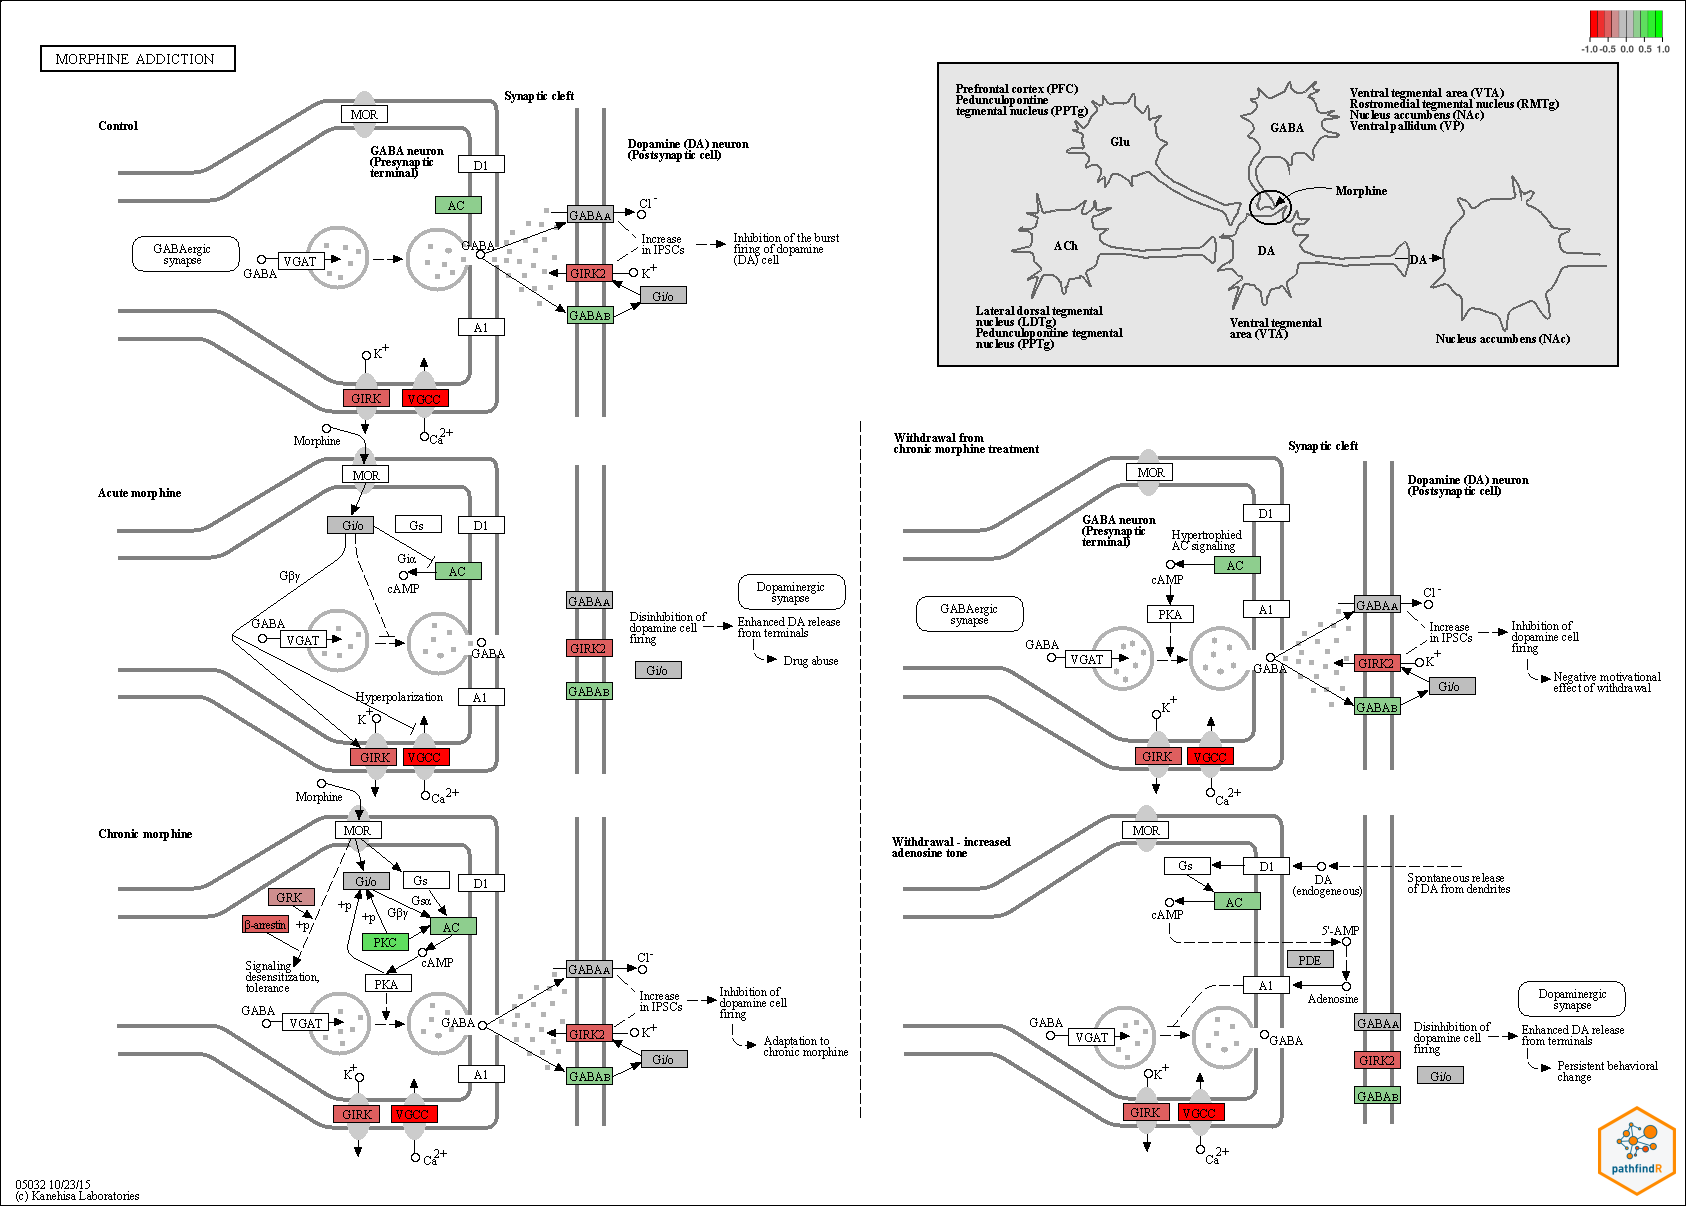 -1.0 -0.5 0.0 0.5 1.0
MORPHINE ADDICTION
Control
MOR
Synaptic cleft
GABA neuron
(Presynaptic
terminal)
D1
AC
Dopamine (DA) neuron
(Postsynaptic cell)
GABAergic
synapse
GABA
VGAT
GABA
GABAA
Cl-
Increase
in IPSCs
Inhibition of the burst
firing of dopamine
(DA) cell
GIRK2
K+
Gi/o
GABAB
A1
K+
GIRK
VGCC
Ca2+
Prefrontal cortex (PFC)
Pedunculopontine
tegmental nucleus (PPTg)
Glu
GABA
Ventral tegmental area (VTA)
Rostromedial tegmental nucleus (RMTg)
Nucleus accumbens (NAc)
Ventral pallidum (VP)
Morphine
ACh
DA
DA
Lateral dorsal tegmental
nucleus (LDTg)
Pedunculopontine tegmental
nucleus (PPTg)
Ventral tegmental
area (VTA)
Nucleus accumbens (NAc)
Morphine
MOR
Acute morphine
Gi/o
Gs
D1
Giα
AC
cAMP
Gβγ
GABA
VGAT
GABA
Hyperpolarization
K+
A1
GIRK
VGCC
Ca2+
GABAA
GIRK2
GABAB
Disinhibition of
dopamine cell
firing
Gi/o
Dopaminergic
synapse
Enhanced DA release
from terminals
Drug abuse
Morphine
Chronic morphine
MOR
Gi/o
Gs
D1
GRK
β-arrestin
+p
+p
+p
Gβγ
Gsα
AC
PKC
cAMP
PKA
Signaling
desensitization,
tolerance
GABA
VGAT
GABA
K+
A1
GIRK
VGCC
Ca2+
GABAA
Cl-
Increase
in IPSCs
Inhibition of
dopamine cell
firing
GIRK2
K+
Gi/o
GABAB
Adaptation to
chronic morphine
Withdrawal from
chronic morphine treatment
Synaptic cleft
MOR
Dopamine (DA) neuron
(Postsynaptic cell)
GABA neuron
(Presynaptic
terminal)
D1
Hypertrophied
AC signaling
AC
cAMP
PKA
A1
GABAergic
synapse
GABA
VGAT
GABA
GABAA
Cl-
Increase
in IPSCs
Inhibition of
dopamine cell
firing
GIRK2
K+
Gi/o
GABAB
Negative motivational
effect of withdrawal
K+
GIRK
VGCC
Ca2+
Withdrawal - increased
adenosine tone
MOR
Gs
D1
DA
(endogeneous)
Spontaneous release
of DA from dendrites
AC
cAMP
5'-AMP
PDE
A1
Adenosine
GABA
VGAT
GABA
K+
GIRK
VGCC
Ca2+
GABAA
GIRK2
GABAB
Disinhibition of
dopamine cell
firing
Gi/o
Dopaminergic
synapse
Enhanced DA release
from terminals
Persistent behavioral
change
pathfindR
05032 10/23/15
(c) Kanehisa Laboratories